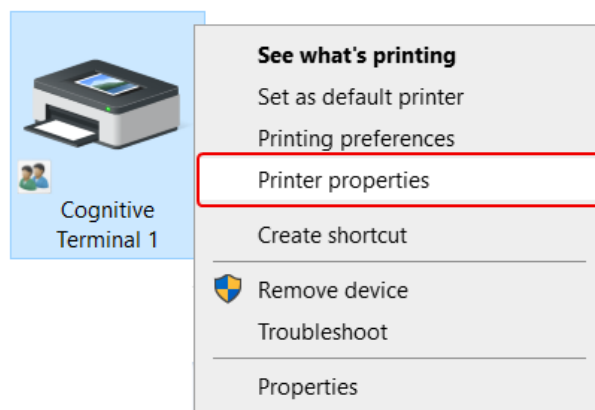 See what's printing
Set as default printer
Printing preferences
Printer properties
Cognitive
Terminal 1
Create shortcut
Remove device
Troubleshoot
Properties